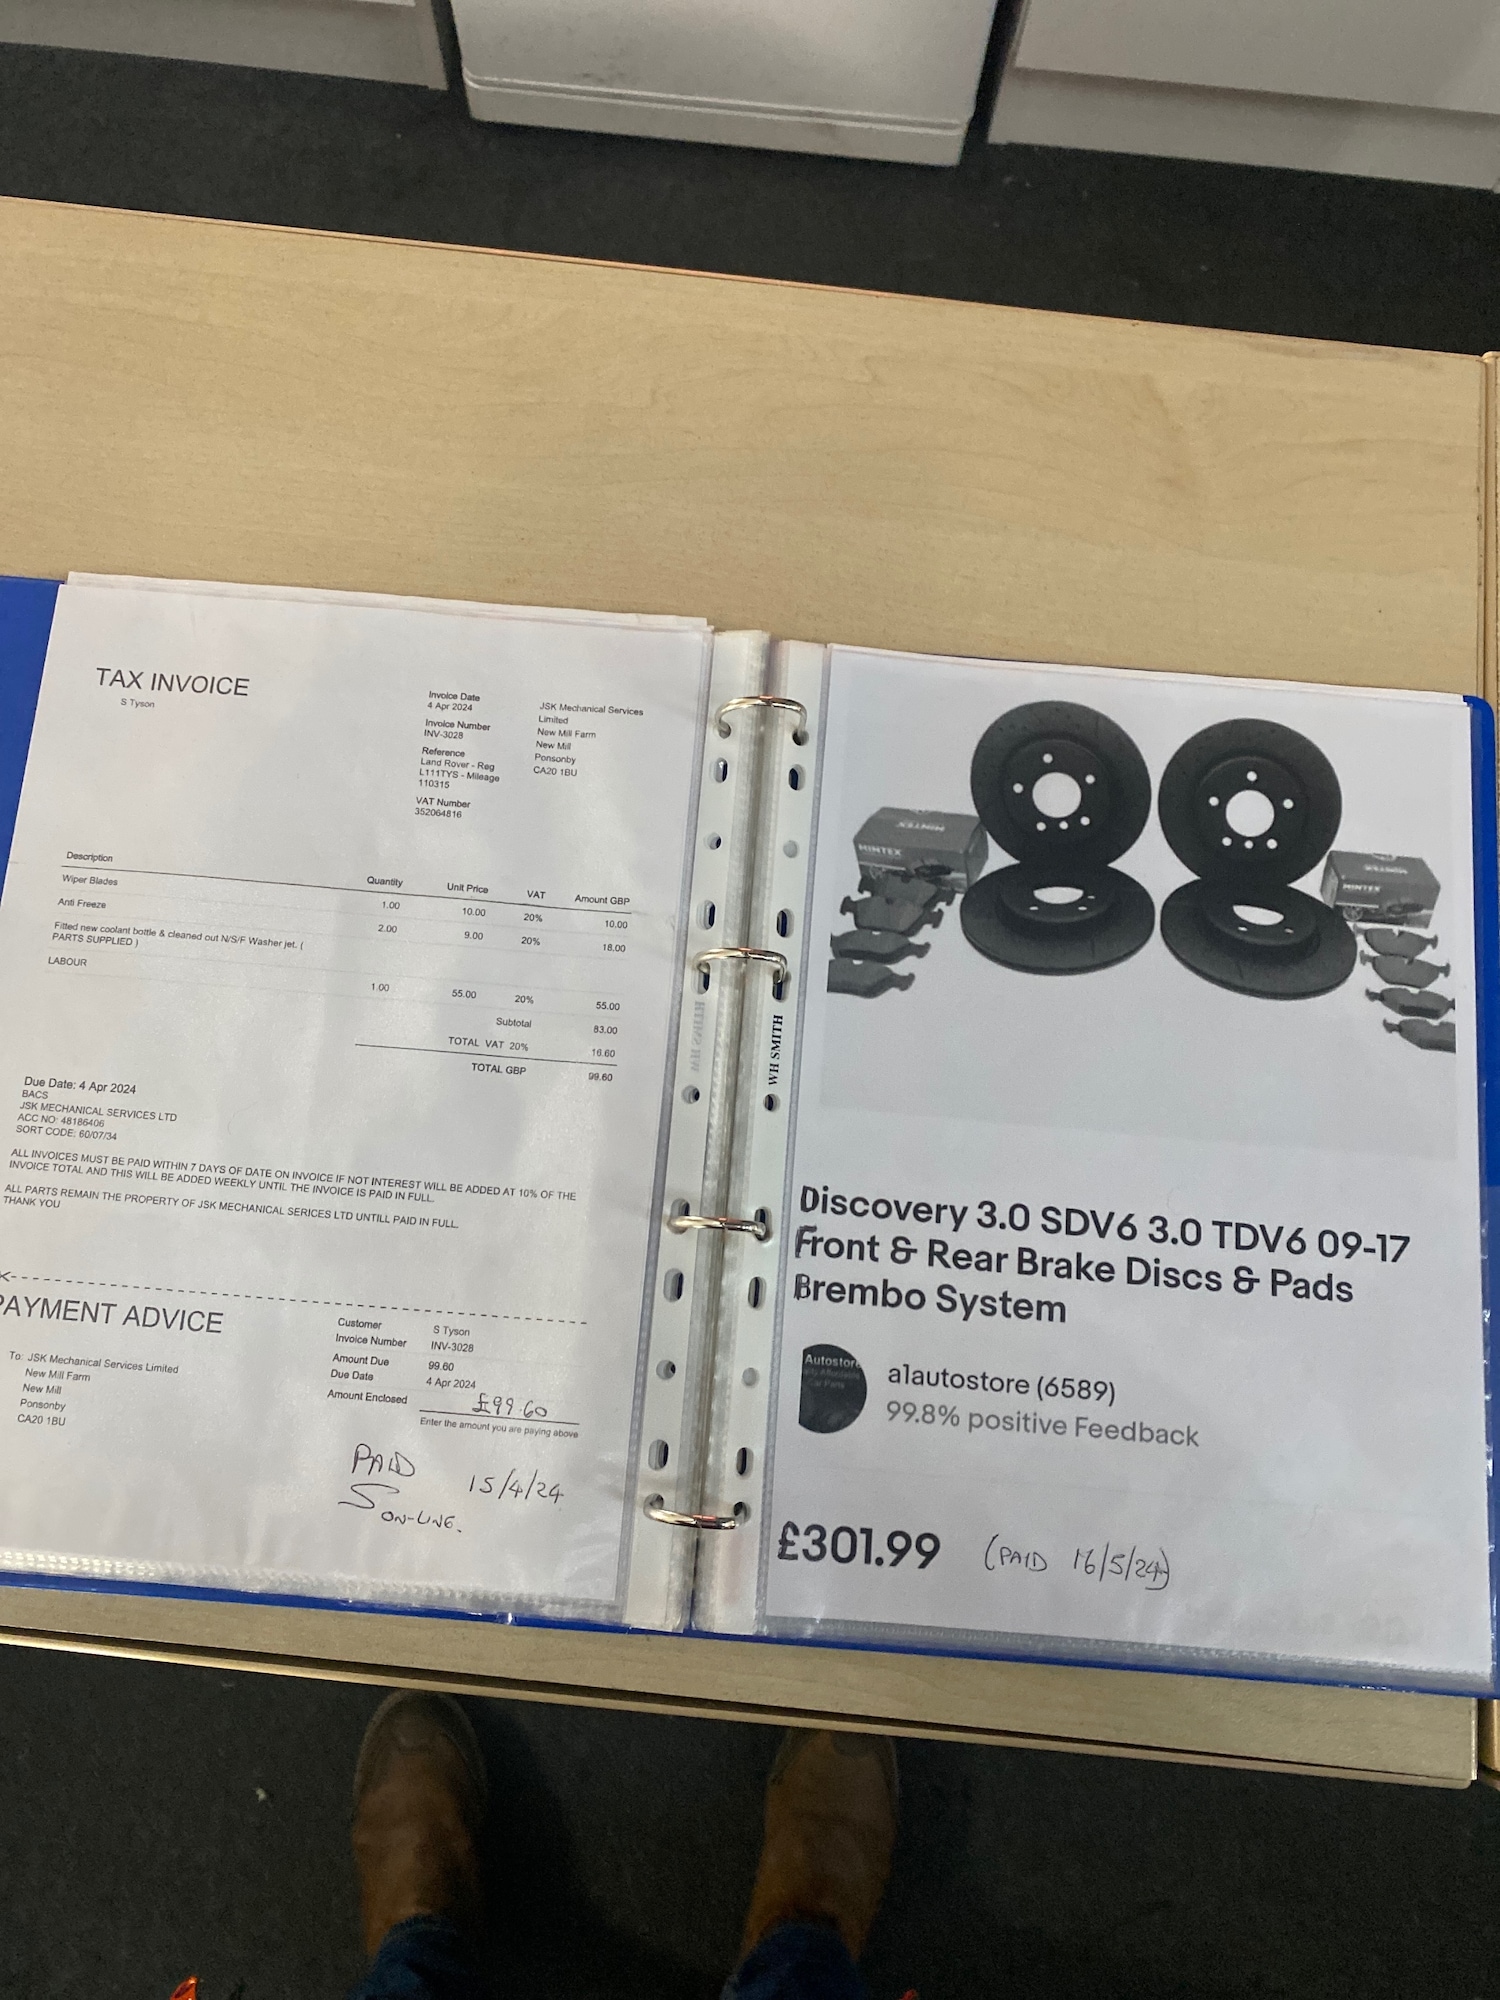 TAX INVOICE
S Tyson
Invoice Date
4 Apr 2024
Invoice Number
INV-3028
Reference
Land Rover - Reg
L111TYS - Mileage
110315
VAT Number
352064816
JSK Mechanical Services
Limited
New Mill Farm
New Mill
Ponsonby
CA20 1BU
Description Quantity Unit Price VAT Amount GBP
Wiper Blades 1.00 10.00 20% 10.00
Anti Freeze 2.00 9.00 20% 18.00
Fitted new coolant bottle & cleaned out N/S/F Washer jet. (
PARTS SUPPLIED )
LABOUR 1.00 55.00 20% 55.00
Subtotal 83.00
TOTAL VAT 20% 16.60
TOTAL GBP 99.60
Due Date: 4 Apr 2024
BACS
JSK MECHANICAL SERVICES LTD
ACC NO: 48186406
SORT CODE: 60/07/34
ALL INVOICES MUST BE PAID WITHIN 7 DAYS OF DATE ON INVOICE IF NOT INTEREST WILL BE ADDED AT 10% OF THE
INVOICE TOTAL AND THIS WILL BE ADDED WEEKLY UNTIL THE INVOICE IS PAID IN FULL.
ALL PARTS REMAIN THE PROPERTY OF JSK MECHANICAL SERICES LTD UNTILL PAID IN FULL.
THANK YOU
PAYMENT ADVICE
To: JSK Mechanical Services Limited
New Mill Farm
New Mill
Ponsonby
CA20 1BU
Customer S Tyson
Invoice Number INV-3028
Amount Due 99.60
Due Date 4 Apr 2024
Amount Enclosed £99.60
Enter the amount you are paying above
PAID 15/4/24
ON-LINE.
WH SMITH
WH SMITH
MINTEX
MINTEX
MINTEX
Discovery 3.0 SDV6 3.0 TDV6 09-17
Front & Rear Brake Discs & Pads
Brembo System
Autostore
Car Parts
a1autostore (6589)
99.8% positive Feedback
£301.99 (PAID 16/5/24)